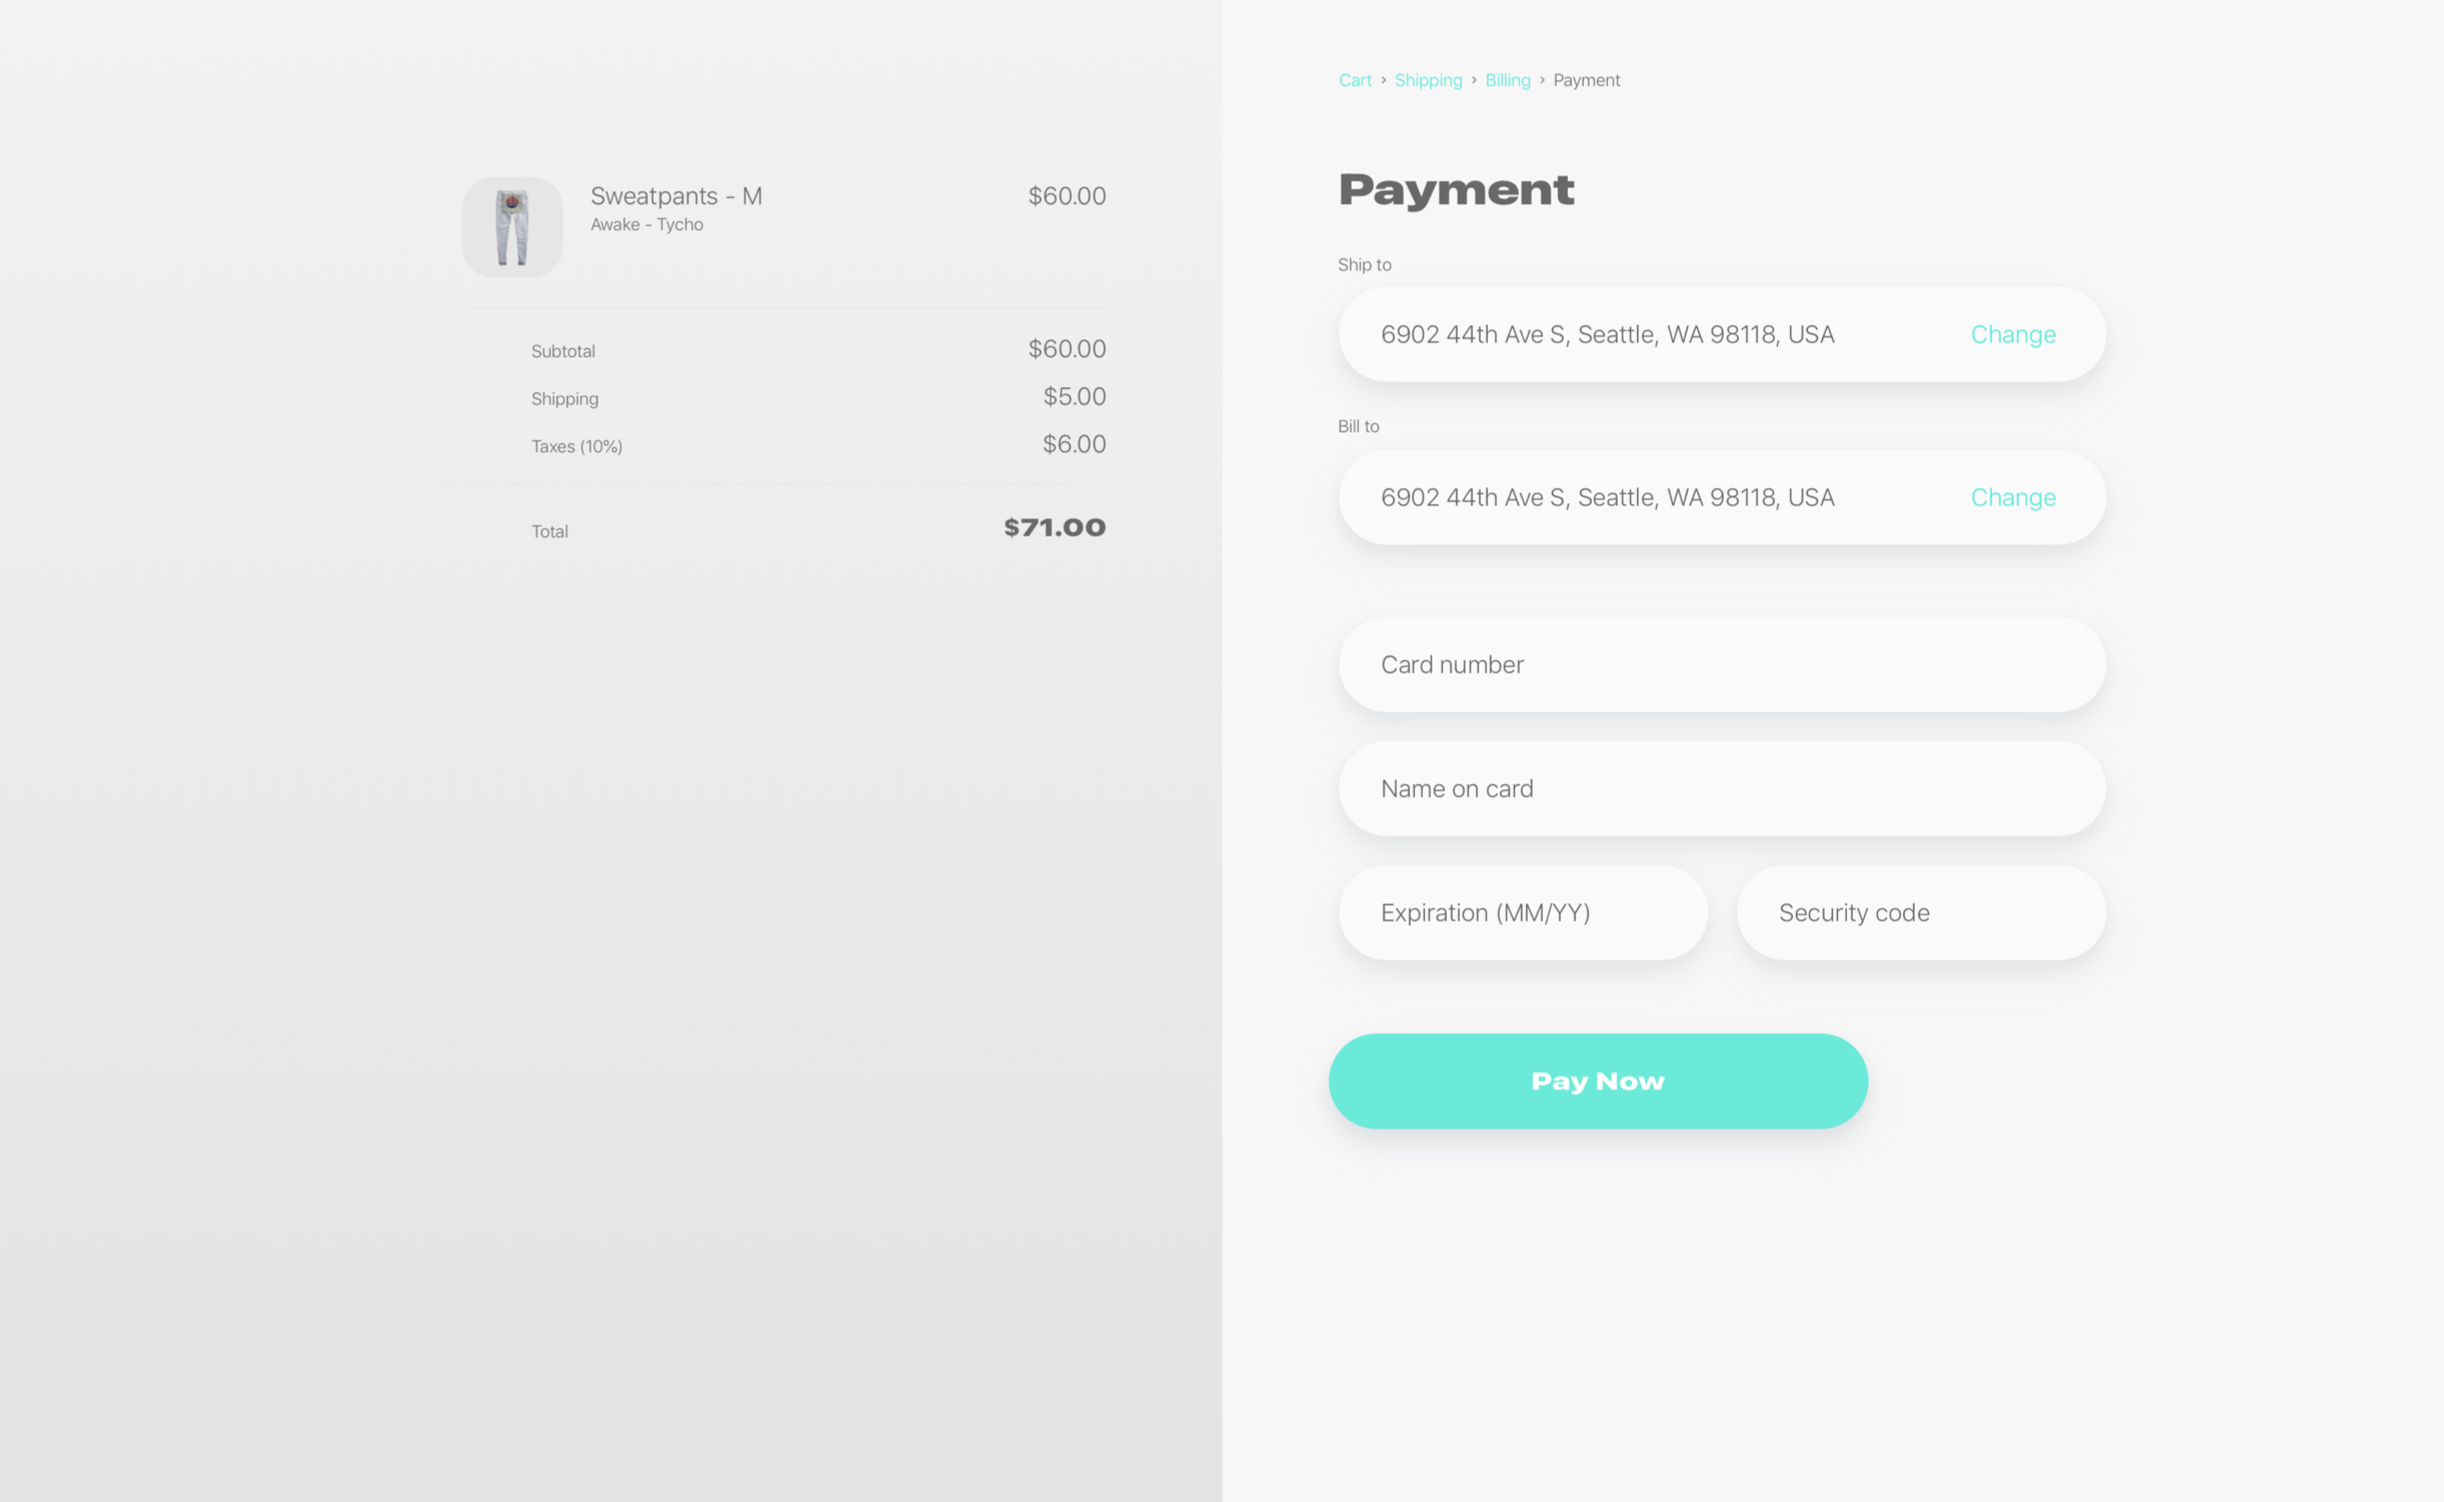 Sweatpants - M $60.00
Awake - Tycho
Subtotal $60.00
Shipping $5.00
Taxes (10%) $6.00
Total $71.00
Cart › Shipping › Billing › Payment
Payment
Ship to
6902 44th Ave S, Seattle, WA 98118, USA Change
Bill to
6902 44th Ave S, Seattle, WA 98118, USA Change
Card number
Name on card
Expiration (MM/YY) Security code
Pay Now